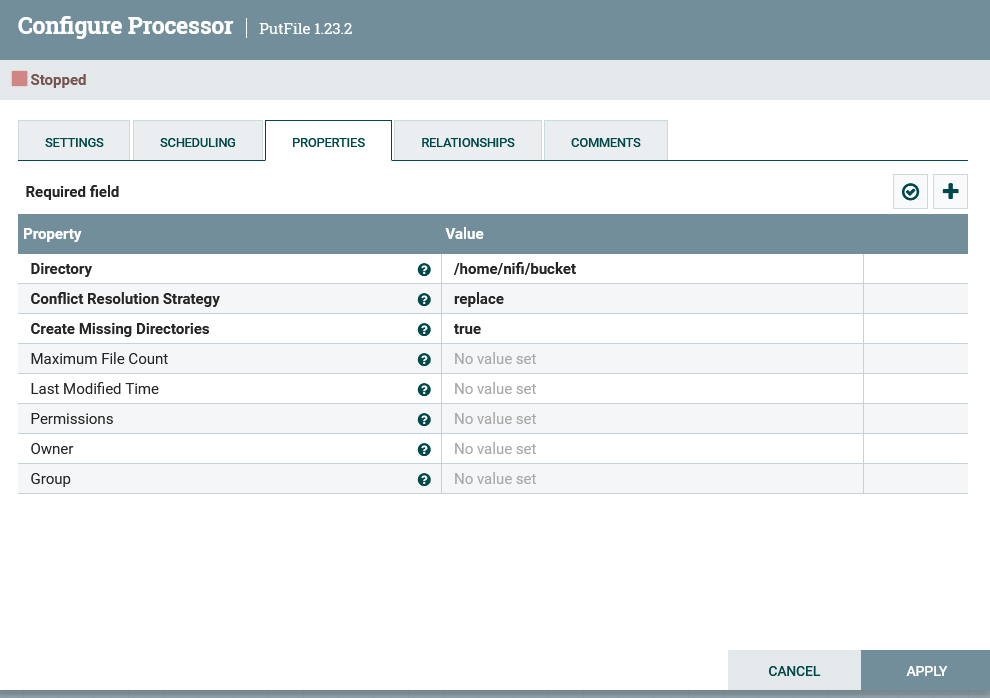 Configure Processor | PutFile 1.23.2
Stopped
SETTINGS SCHEDULING PROPERTIES RELATIONSHIPS COMMENTS
Required field
Property Value
Directory /home/nifi/bucket
Conflict Resolution Strategy replace
Create Missing Directories true
Maximum File Count No value set
Last Modified Time No value set
Permissions No value set
Owner No value set
Group No value set
CANCEL APPLY